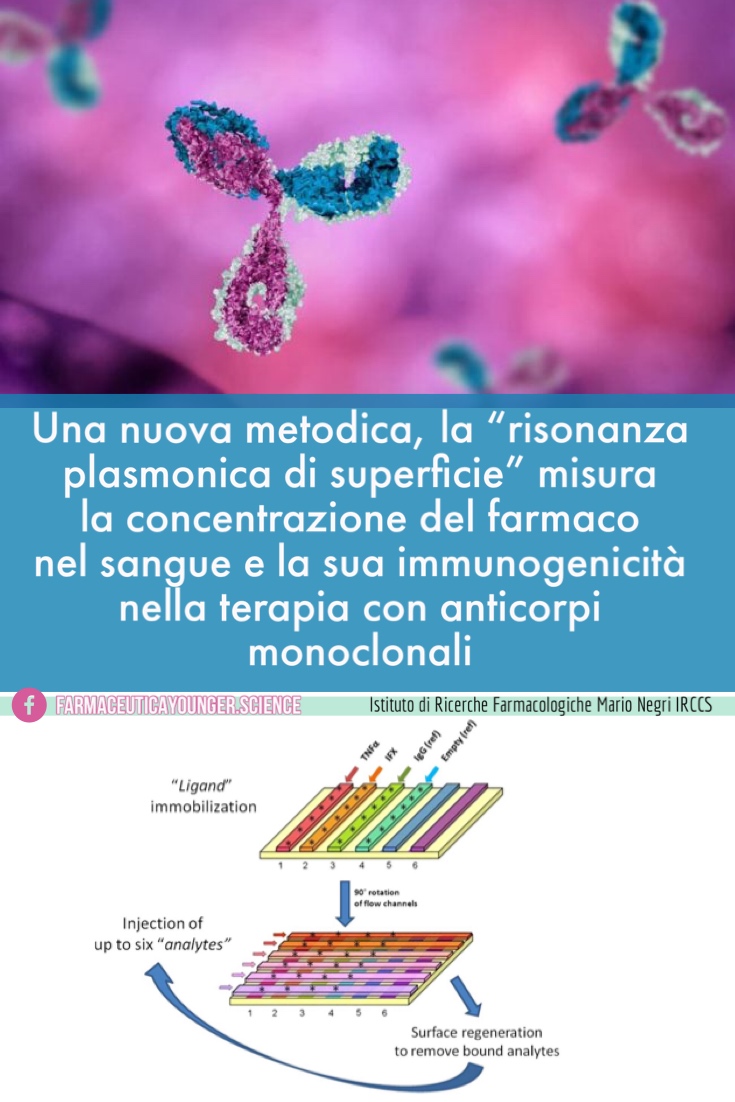 Una nuova metodica, la “risonanza
plasmonica di superficie” misura
la concentrazione del farmaco
nel sangue e la sua immunogenicità
nella terapia con anticorpi
monoclonali
f FARMACEUTICAYOUNGER.SCIENCE
Istituto di Ricerche Farmacologiche Mario Negri IRCCS
TNFα
IFX
IgG (ref)
Empty (ref)
“Ligand”
immobilization
1 2 3 4 5 6
90° rotation
of flow channels
Injection of
up to six “analytes”
1 2 3 4 5 6
Surface regeneration
to remove bound analytes